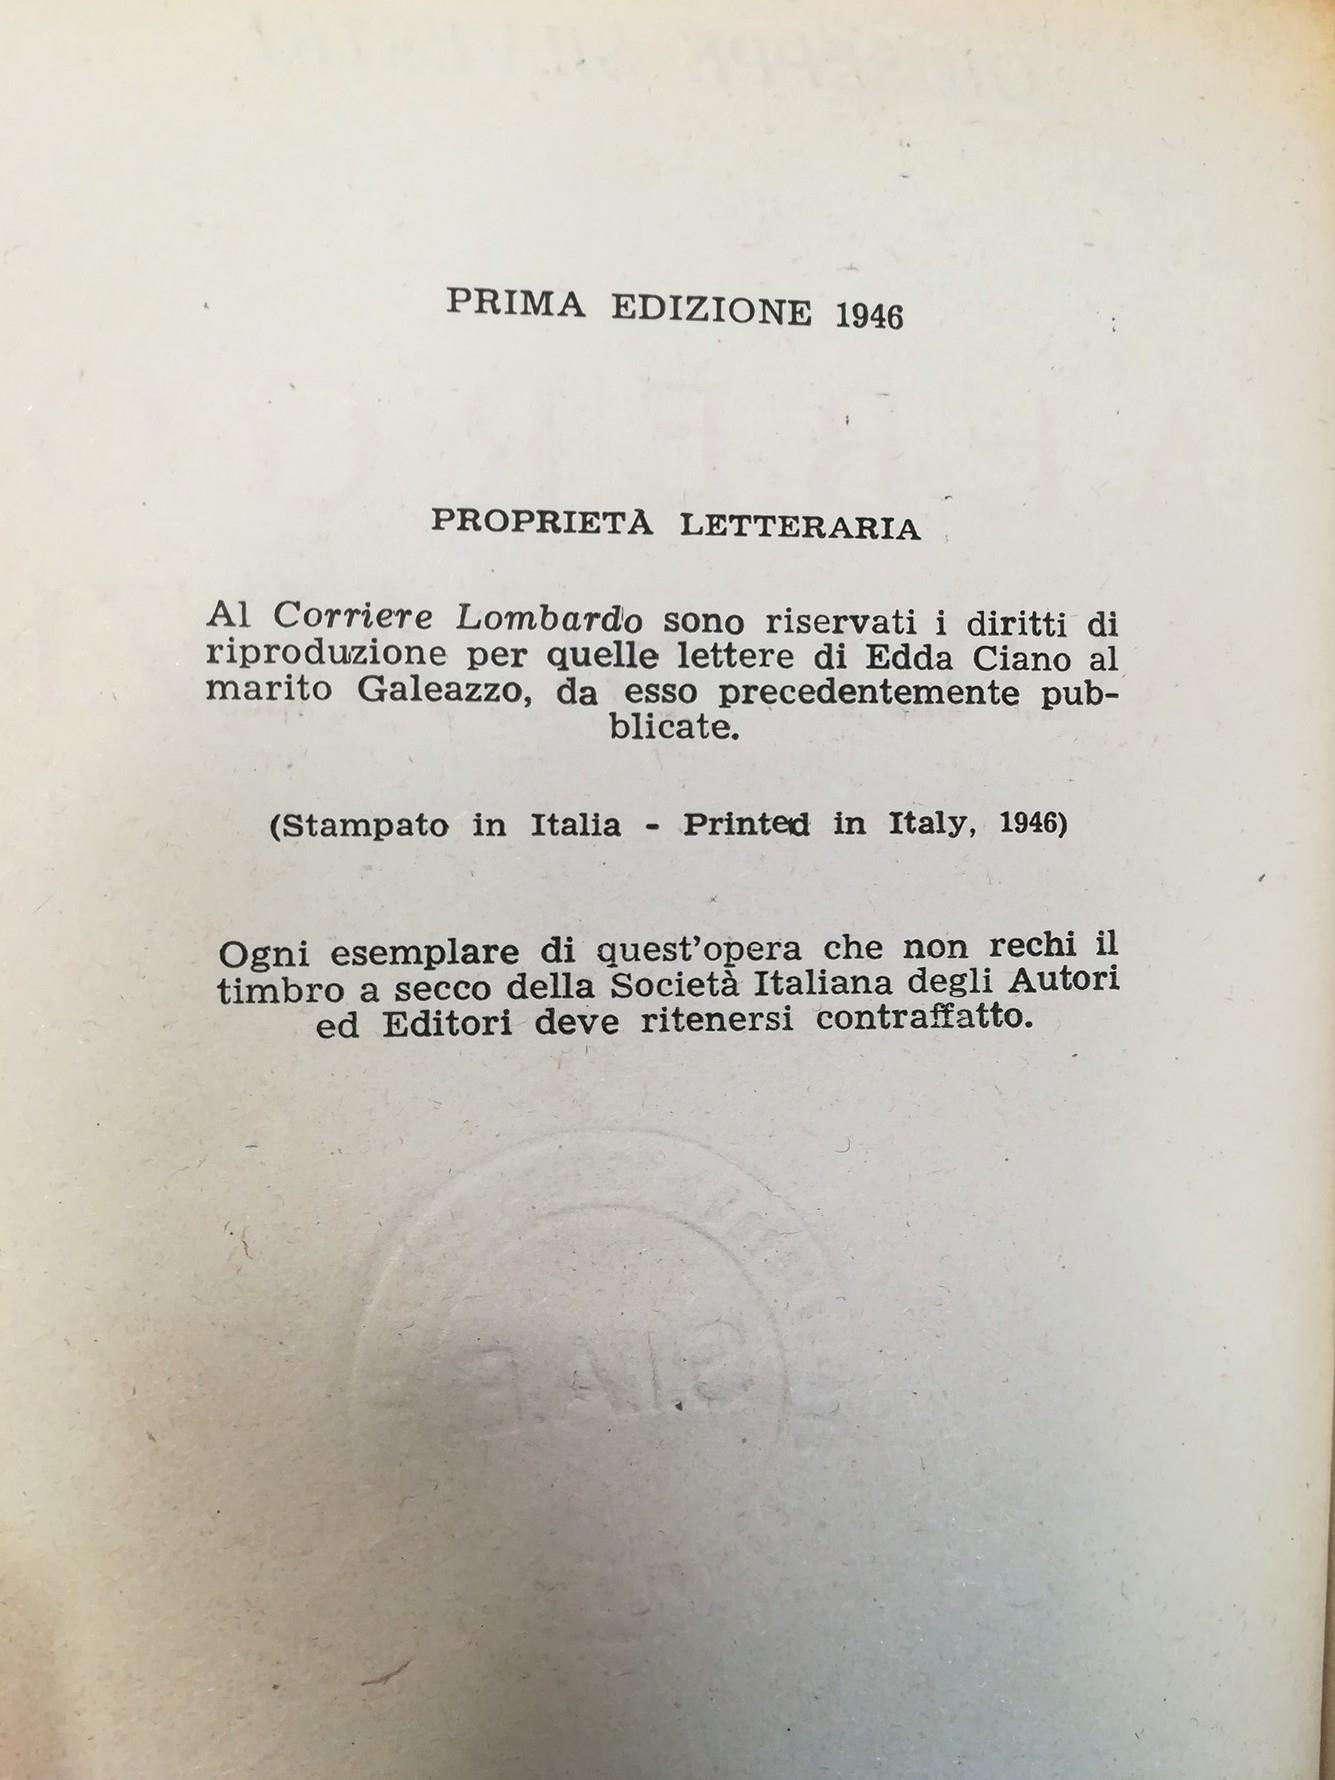 PRIMA EDIZIONE 1946
PROPRIETÀ LETTERARIA
Al Corriere Lombardo sono riservati i diritti di
riproduzione per quelle lettere di Edda Ciano al
marito Galeazzo, da esso precedentemente pub-
blicate.
(Stampato in Italia - Printed in Italy, 1946)
Ogni esemplare di quest'opera che non rechi il
timbro a secco della Società Italiana degli Autori
ed Editori deve ritenersi contraffatto.
S.I.A.E.